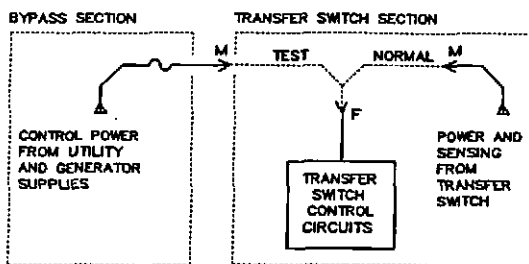 BYPASS SECTION
TRANSFER SWITCH SECTION
M
TEST
NORMAL
M
F
CONTROL POWER
FROM UTILITY
AND GENERATOR
SUPPLIES
TRANSFER
SWITCH
CONTROL
CIRCUITS
POWER AND
SENSING
FROM
TRANSFER
SWITCH